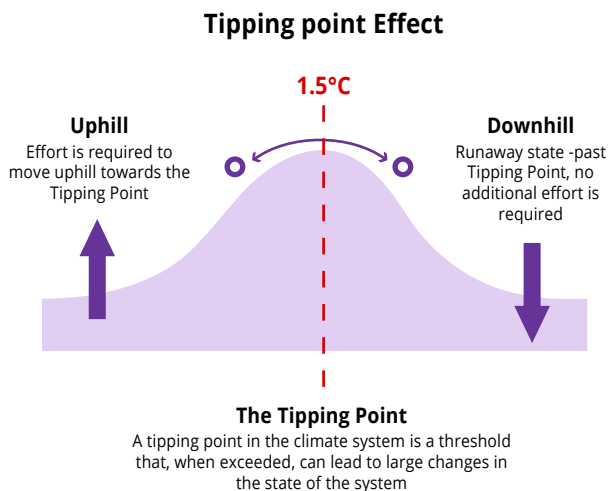 Tipping point Effect
1.5°C
Uphill
Effort is required to
move uphill towards the
Tipping Point
Downhill
Runaway state -past
Tipping Point, no
additional effort is
required
The Tipping Point
A tipping point in the climate system is a threshold
that, when exceeded, can lead to large changes in
the state of the system